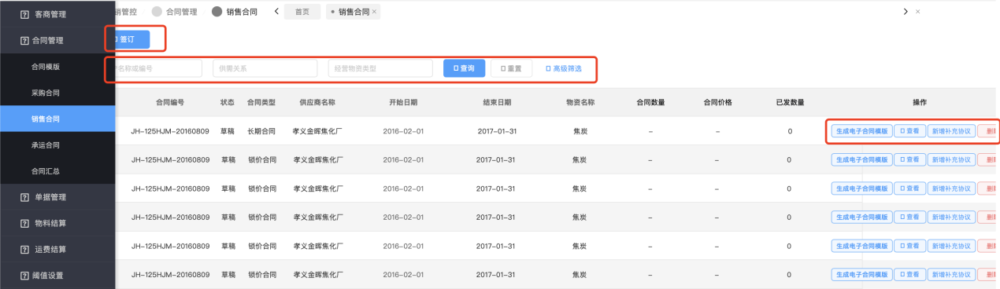 客商管理
销管控 合同管理 销售合同 首页 销售合同
合同管理
签订
合同模版
名称或编号 供需关系 经营物资类型 查询 重置 高级筛选
采购合同
合同编号 状态 合同类型 供应商名称 开始日期 结束日期 物资名称 合同数量 合同价格 已发数量 操作
销售合同
JH-125HJM-20160809 草稿 长期合同 孝义金晖焦化厂 2016-02-01 2017-01-31 焦炭 - - 0 生成电子合同模版 查看 新增补充协议 删
承运合同
JH-125HJM-20160809 草稿 锁价合同 孝义金晖焦化厂 2016-02-01 2017-01-31 焦炭 - - 0 生成电子合同模版 查看 新增补充协议 删
合同汇总
JH-125HJM-20160809 草稿 锁价合同 孝义金晖焦化厂 2016-02-01 2017-01-31 焦炭 - - 0 生成电子合同模版 查看 新增补充协议 删
单据管理
JH-125HJM-20160809 草稿 锁价合同 孝义金晖焦化厂 2016-02-01 2017-01-31 焦炭 - - 0 生成电子合同模版 查看 新增补充协议 删
物料结算
JH-125HJM-20160809 草稿 锁价合同 孝义金晖焦化厂 2016-02-01 2017-01-31 焦炭 - - 0 生成电子合同模版 查看 新增补充协议 删
运费结算
JH-125HJM-20160809 草稿 锁价合同 孝义金晖焦化厂 2016-02-01 2017-01-31 焦炭 - - 0 生成电子合同模版 查看 新增补充协议 删
阈值设置